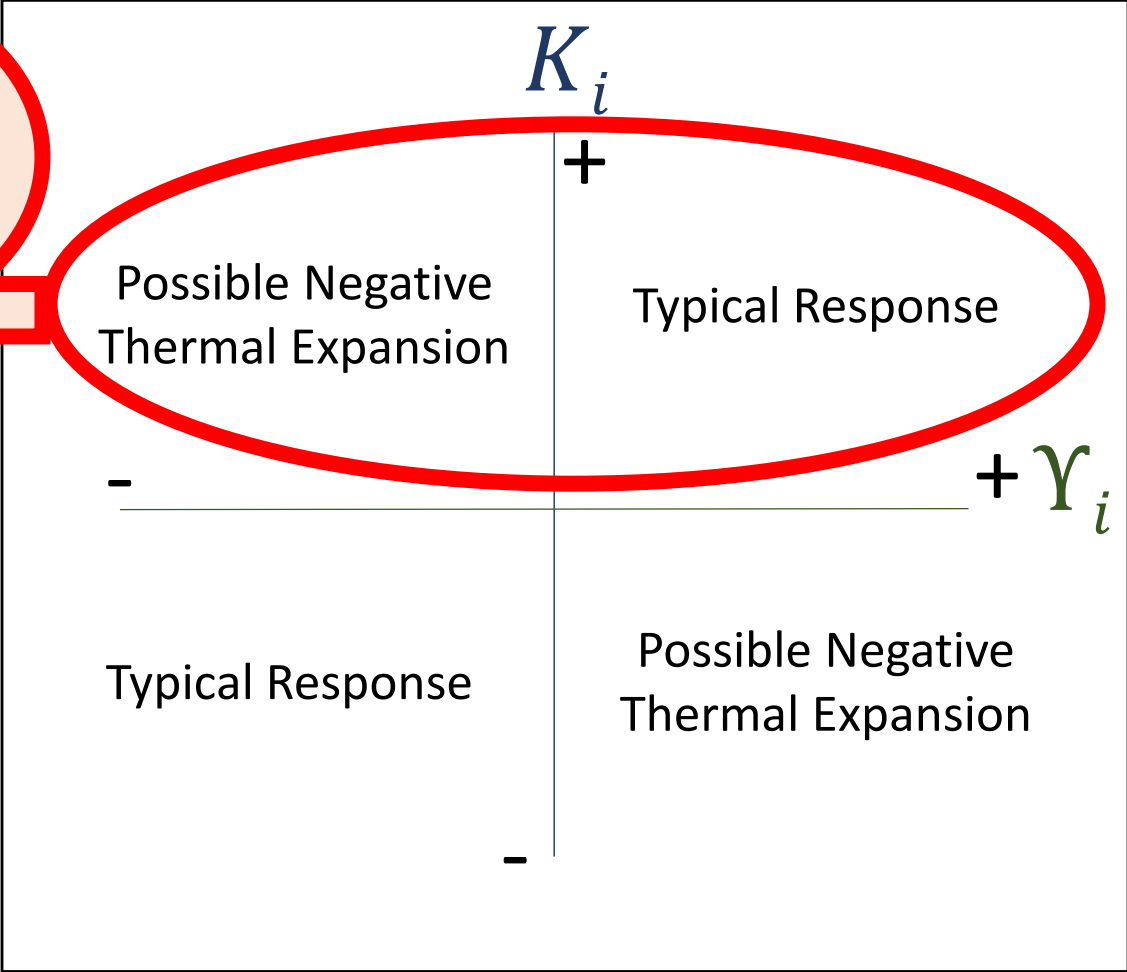 K_i
+
Possible Negative
Thermal Expansion
Typical Response
-
+ ϒ_i
Typical Response
Possible Negative
Thermal Expansion
-